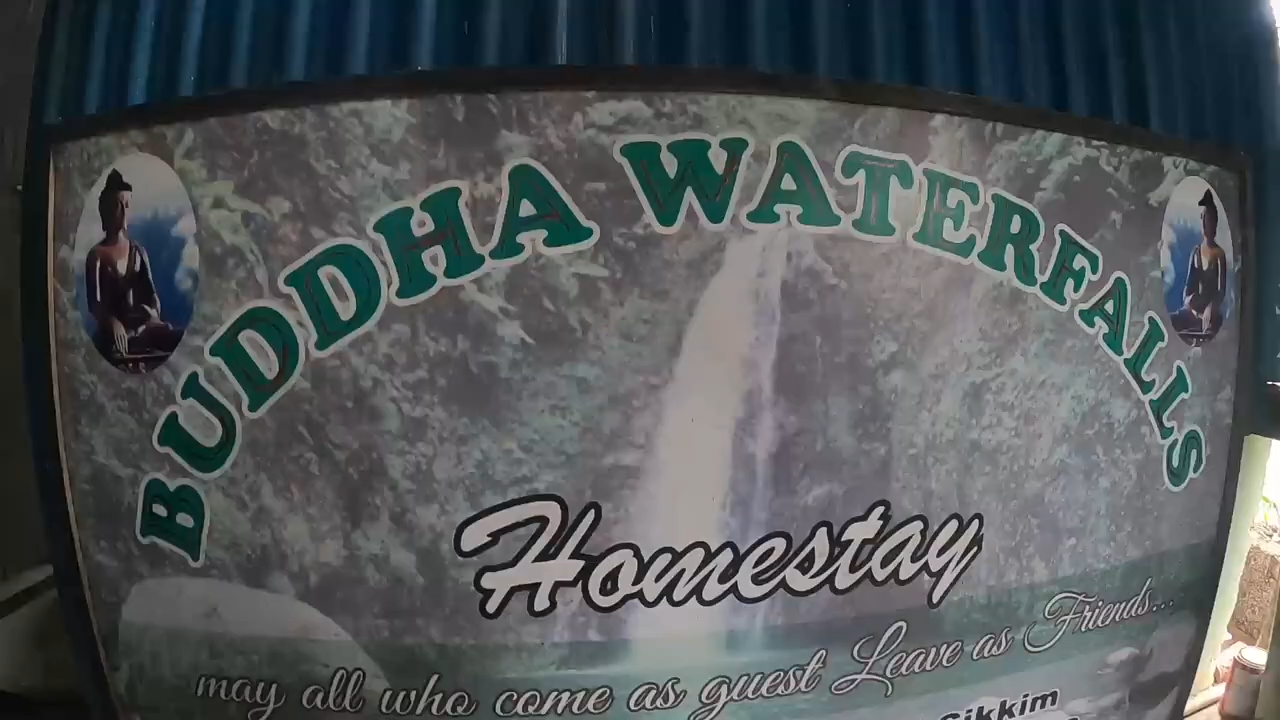 BUDDHA WATERFALLS
Homestay
may all who come as guest Leave as Friends...
Sikkim